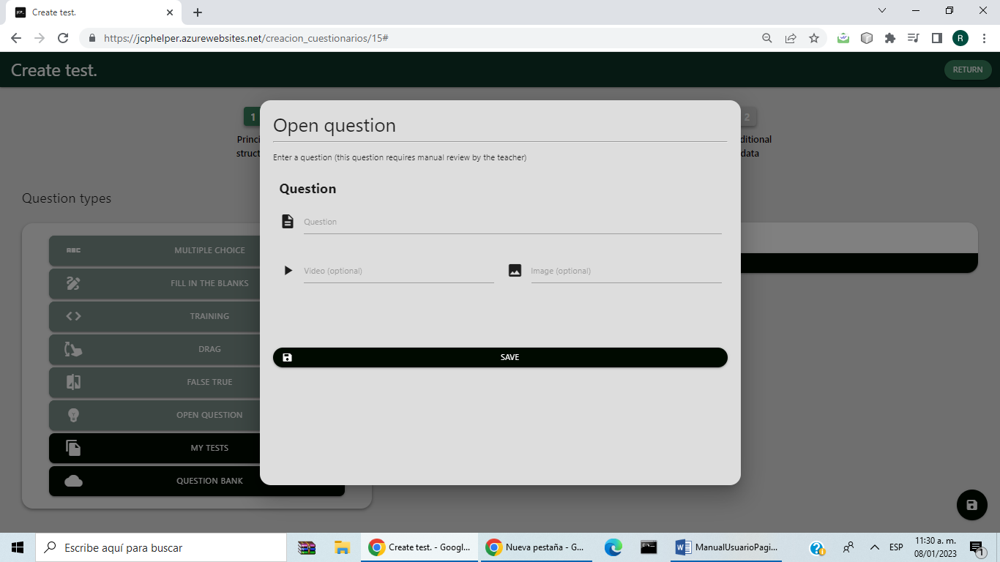 JCP_
Create test.
https://jcphelper.azurewebsites.net/creacion_cuestionarios/15#
R
Create test.
RETURN
1
2
Princi
struct
ditional
data
Open question
Enter a question (this question requires manual review by the teacher)
Question
Question
Video (optional)
Image (optional)
SAVE
Question types
ABC
MULTIPLE CHOICE
FILL IN THE BLANKS
TRAINING
DRAG
FALSE TRUE
OPEN QUESTION
MY TESTS
QUESTION BANK
Escribe aquí para buscar
Create test. - Googl...
Nueva pestaña - G...
ManualUsuarioPagi...
ESP
11:30 a. m.
08/01/2023
1